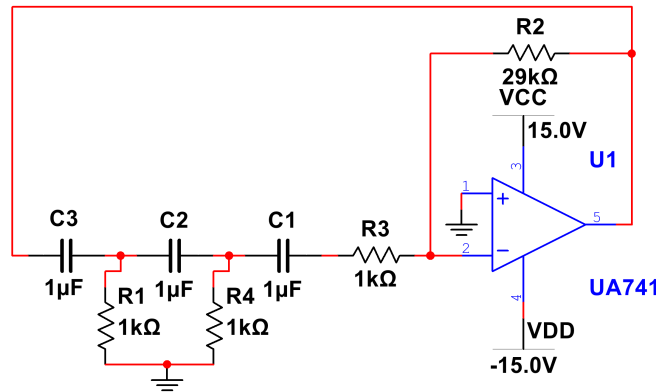 R2
29kΩ
VCC
15.0V
U1
3
1
5
2
4
UA741
VDD
-15.0V
C3
1µF
C2
1µF
C1
1µF
R3
1kΩ
R1
1kΩ
R4
1kΩ